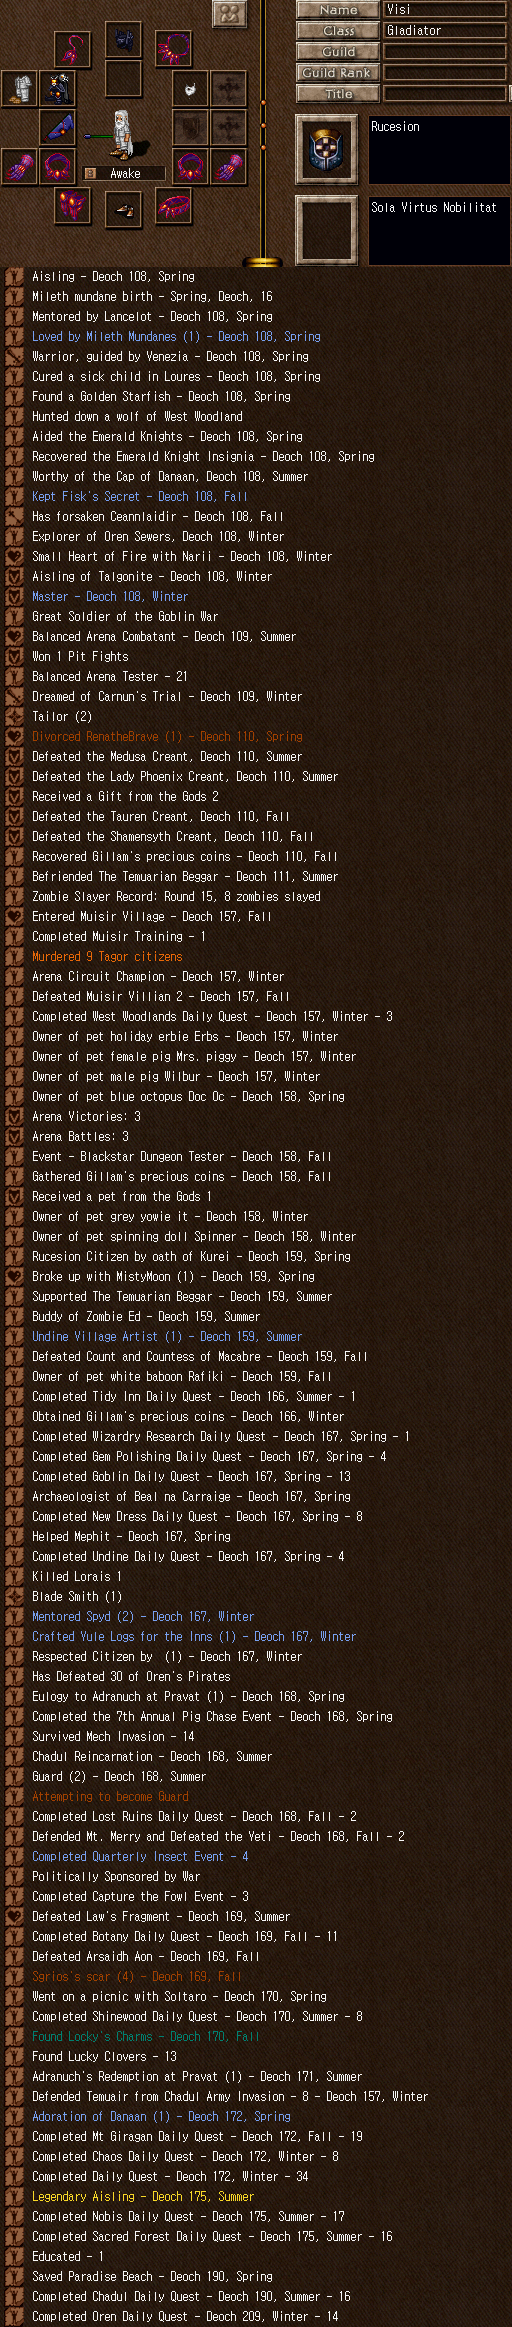 Name
Visi
Class
Gladiator
Guild
Guild Rank
Title
Rucesion
Awake
Sola Virtus Nobilitat
Aisling - Deoch 108, Spring
Mileth mundane birth - Spring, Deoch, 16
Mentored by Lancelot - Deoch 108, Spring
Loved by Mileth Mundanes (1) - Deoch 108, Spring
Warrior, guided by Venezia - Deoch 108, Spring
Cured a sick child in Loures - Deoch 108, Spring
Found a Golden Starfish - Deoch 108, Spring
Hunted down a wolf of West Woodland
Aided the Emerald Knights - Deoch 108, Spring
Recovered the Emerald Knight Insignia - Deoch 108, Spring
Worthy of the Cap of Danaan, Deoch 108, Summer
Kept Fisk's Secret - Deoch 108, Fall
Has forsaken Ceannlaidir - Deoch 108, Fall
Explorer of Oren Sewers, Deoch 108, Winter
Small Heart of Fire with Narii - Deoch 108, Winter
Aisling of Talgonite - Deoch 108, Winter
Master - Deoch 108, Winter
Great Soldier of the Goblin War
Balanced Arena Combatant - Deoch 109, Summer
Won 1 Pit Fights
Balanced Arena Tester - 21
Dreamed of Carnun's Trial - Deoch 109, Winter
Tailor (2)
Divorced RenatheBrave (1) - Deoch 110, Spring
Defeated the Medusa Creant, Deoch 110, Summer
Defeated the Lady Phoenix Creant, Deoch 110, Summer
Received a Gift from the Gods 2
Defeated the Tauren Creant, Deoch 110, Fall
Defeated the Shamensyth Creant, Deoch 110, Fall
Recovered Gillam's precious coins - Deoch 110, Fall
Befriended The Temuarian Beggar - Deoch 111, Summer
Zombie Slayer Record: Round 15, 8 zombies slayed
Entered Muisir Village - Deoch 157, Fall
Completed Muisir Training - 1
Murdered 9 Tagor citizens
Arena Circuit Champion - Deoch 157, Winter
Defeated Muisir Villian 2 - Deoch 157, Fall
Completed West Woodlands Daily Quest - Deoch 157, Winter - 3
Owner of pet holiday erbie Erbs - Deoch 157, Winter
Owner of pet female pig Mrs. piggy - Deoch 157, Winter
Owner of pet male pig Wilbur - Deoch 157, Winter
Owner of pet blue octopus Doc Oc - Deoch 158, Spring
Arena Victories: 3
Arena Battles: 3
Event - Blackstar Dungeon Tester - Deoch 158, Fall
Gathered Gillam's precious coins - Deoch 158, Fall
Received a pet from the Gods 1
Owner of pet grey yowie it - Deoch 158, Winter
Owner of pet spinning doll Spinner - Deoch 158, Winter
Rucesion Citizen by oath of Kurei - Deoch 159, Spring
Broke up with MistyMoon (1) - Deoch 159, Spring
Supported The Temuarian Beggar - Deoch 159, Summer
Buddy of Zombie Ed - Deoch 159, Summer
Undine Village Artist (1) - Deoch 159, Summer
Defeated Count and Countess of Macabre - Deoch 159, Fall
Owner of pet white baboon Rafiki - Deoch 159, Fall
Completed Tidy Inn Daily Quest - Deoch 166, Summer - 1
Obtained Gillam's precious coins - Deoch 166, Winter
Completed Wizardry Research Daily Quest - Deoch 167, Spring - 1
Completed Gem Polishing Daily Quest - Deoch 167, Spring - 4
Completed Goblin Daily Quest - Deoch 167, Spring - 13
Archaeologist of Beal na Carraige - Deoch 167, Spring
Completed New Dress Daily Quest - Deoch 167, Spring - 8
Helped Mephit - Deoch 167, Spring
Completed Undine Daily Quest - Deoch 167, Spring - 4
Killed Lorais 1
Blade Smith (1)
Mentored Spyd (2) - Deoch 167, Winter
Crafted Yule Logs for the Inns (1) - Deoch 167, Winter
Respected Citizen by  (1) - Deoch 167, Winter
Has Defeated 30 of Oren's Pirates
Eulogy to Adranuch at Pravat (1) - Deoch 168, Spring
Completed the 7th Annual Pig Chase Event - Deoch 168, Spring
Survived Mech Invasion - 14
Chadul Reincarnation - Deoch 168, Summer
Guard (2) - Deoch 168, Summer
Attempting to become Guard
Completed Lost Ruins Daily Quest - Deoch 168, Fall - 2
Defended Mt. Merry and Defeated the Yeti - Deoch 168, Fall - 2
Completed Quarterly Insect Event - 4
Politically Sponsored by War
Completed Capture the Fowl Event - 3
Defeated Law's Fragment - Deoch 169, Summer
Completed Botany Daily Quest - Deoch 169, Fall - 11
Defeated Arsaidh Aon - Deoch 169, Fall
Sgrios's scar (4) - Deoch 169, Fall
Went on a picnic with Soltaro - Deoch 170, Spring
Completed Shinewood Daily Quest - Deoch 170, Summer - 8
Found Locky's Charms - Deoch 170, Fall
Found Lucky Clovers - 13
Adranuch's Redemption at Pravat (1) - Deoch 171, Summer
Defended Temuair from Chadul Army Invasion - 8 - Deoch 157, Winter
Adoration of Danaan (1) - Deoch 172, Spring
Completed Mt Giragan Daily Quest - Deoch 172, Fall - 19
Completed Chaos Daily Quest - Deoch 172, Winter - 8
Completed Daily Quest - Deoch 172, Winter - 34
Legendary Aisling - Deoch 175, Summer
Completed Nobis Daily Quest - Deoch 175, Summer - 17
Completed Sacred Forest Daily Quest - Deoch 175, Summer - 16
Educated - 1
Saved Paradise Beach - Deoch 190, Spring
Completed Chadul Daily Quest - Deoch 190, Summer - 16
Completed Oren Daily Quest - Deoch 209, Winter - 14